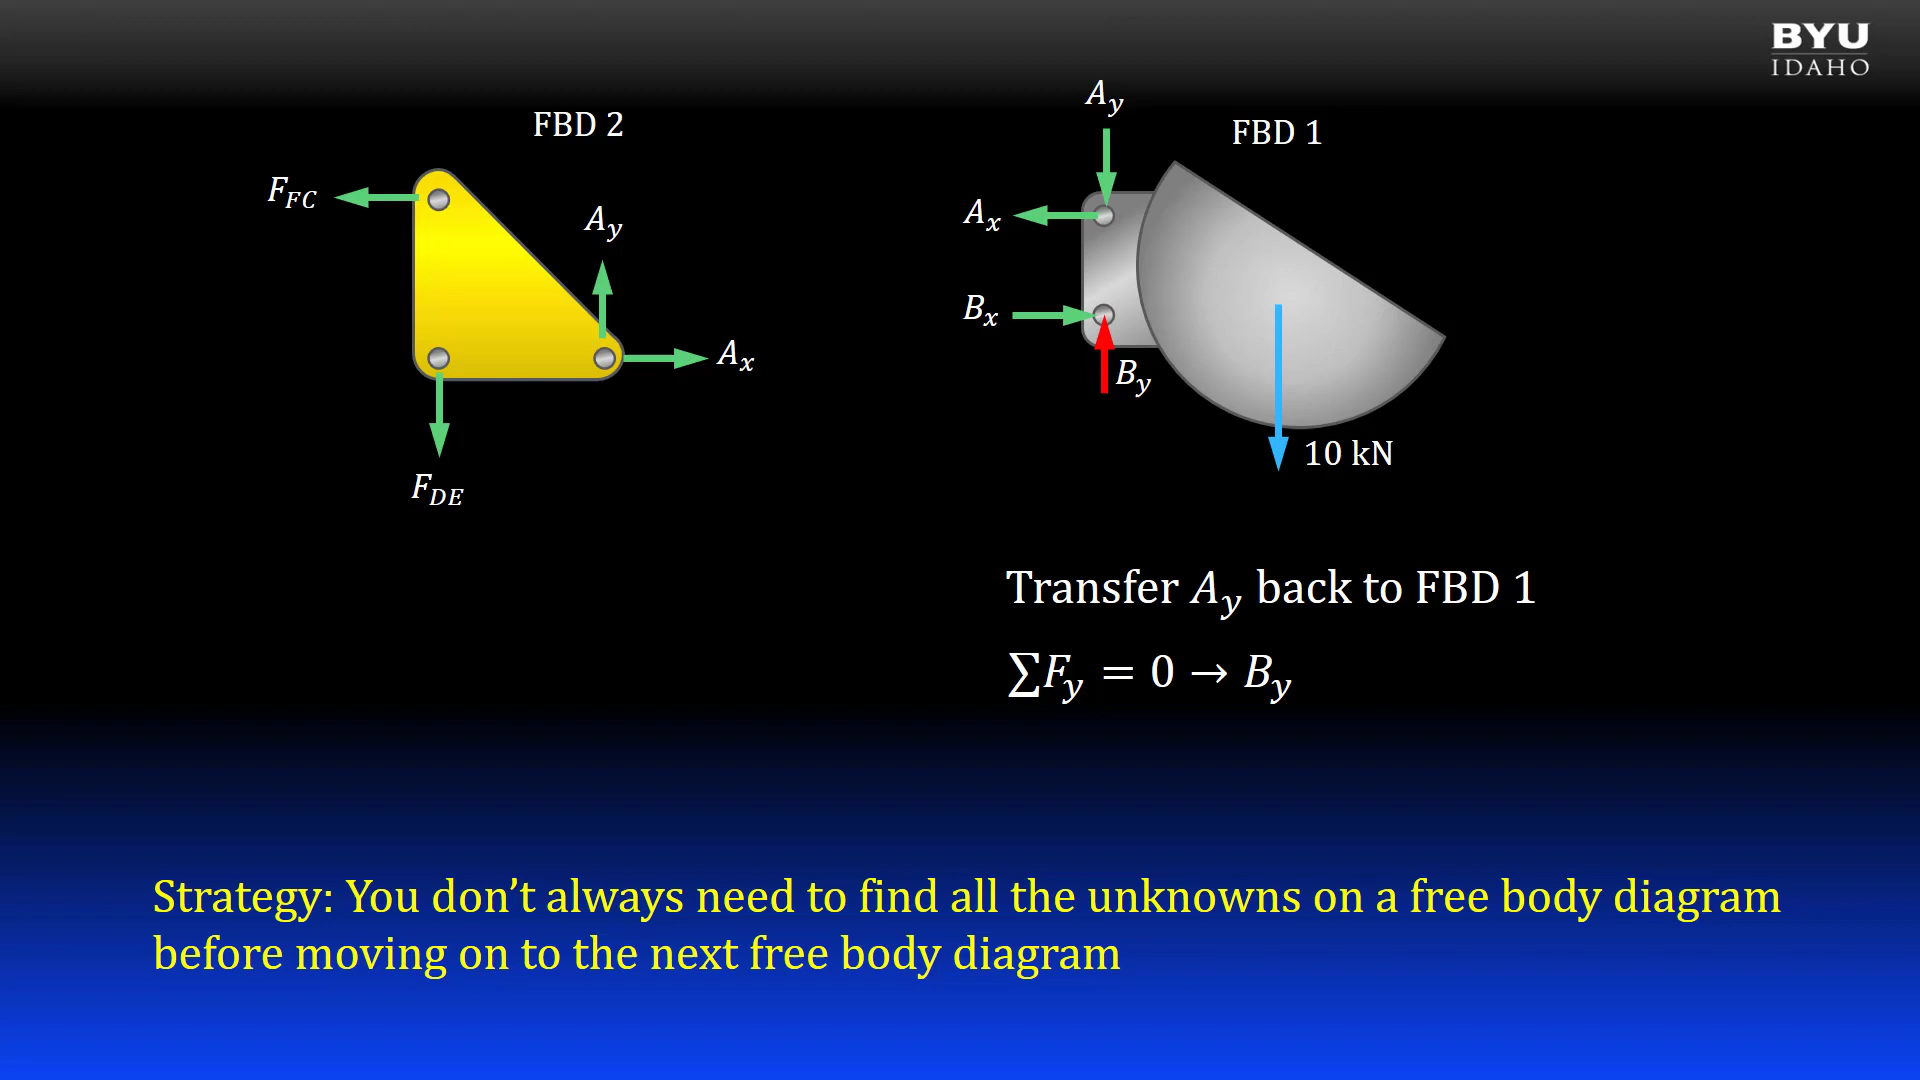 BYU
IDAHO
FBD 2
F_FC
A_y
A_x
F_DE
A_y
FBD 1
A_x
B_x
B_y
10 kN
Transfer A_y back to FBD 1
∑F_y = 0 → B_y
Strategy: You don’t always need to find all the unknowns on a free body diagram
before moving on to the next free body diagram